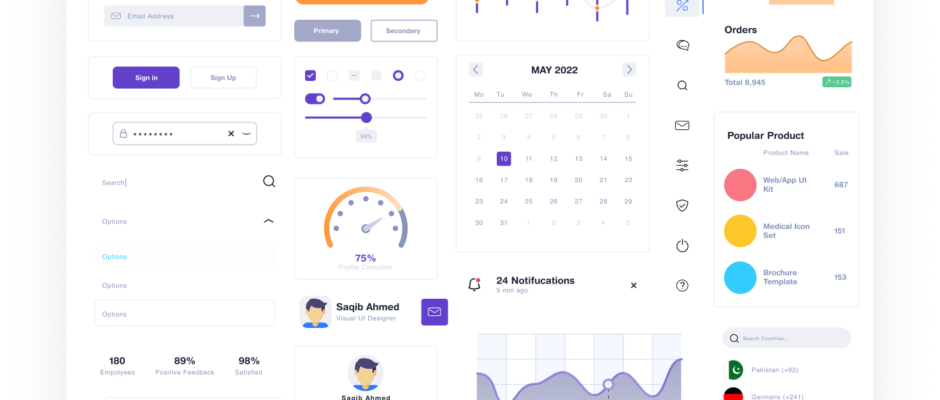 Email Address
Sign in
Sign Up
Search
Options
Options
Options
Options
180
89%
98%
Empolyees
Positive Feedback
Satisfied
Primary
Secondary
50%
75%
Profile Complete
Saqib Ahmed
Visual UI Designer
Saqib Ahmed
MAY 2022
Mo Tu We Th Fr Sa Su
25 26 27 28 29 30 1
2 3 4 5 6 7 8
9 10 11 12 13 14 15
16 17 18 19 20 21 22
23 24 25 26 27 28 29
30 31 1 2 3 4 5
24 Notifucations
5 min ago
Orders
Total 8,945
+2.5%
Popular Product
Product Name Sale
Web/App UI
Kit
687
Medical Icon
Set
151
Brochure
Template
153
Search Countries...
Pakistan (+92)
Germany (+241)